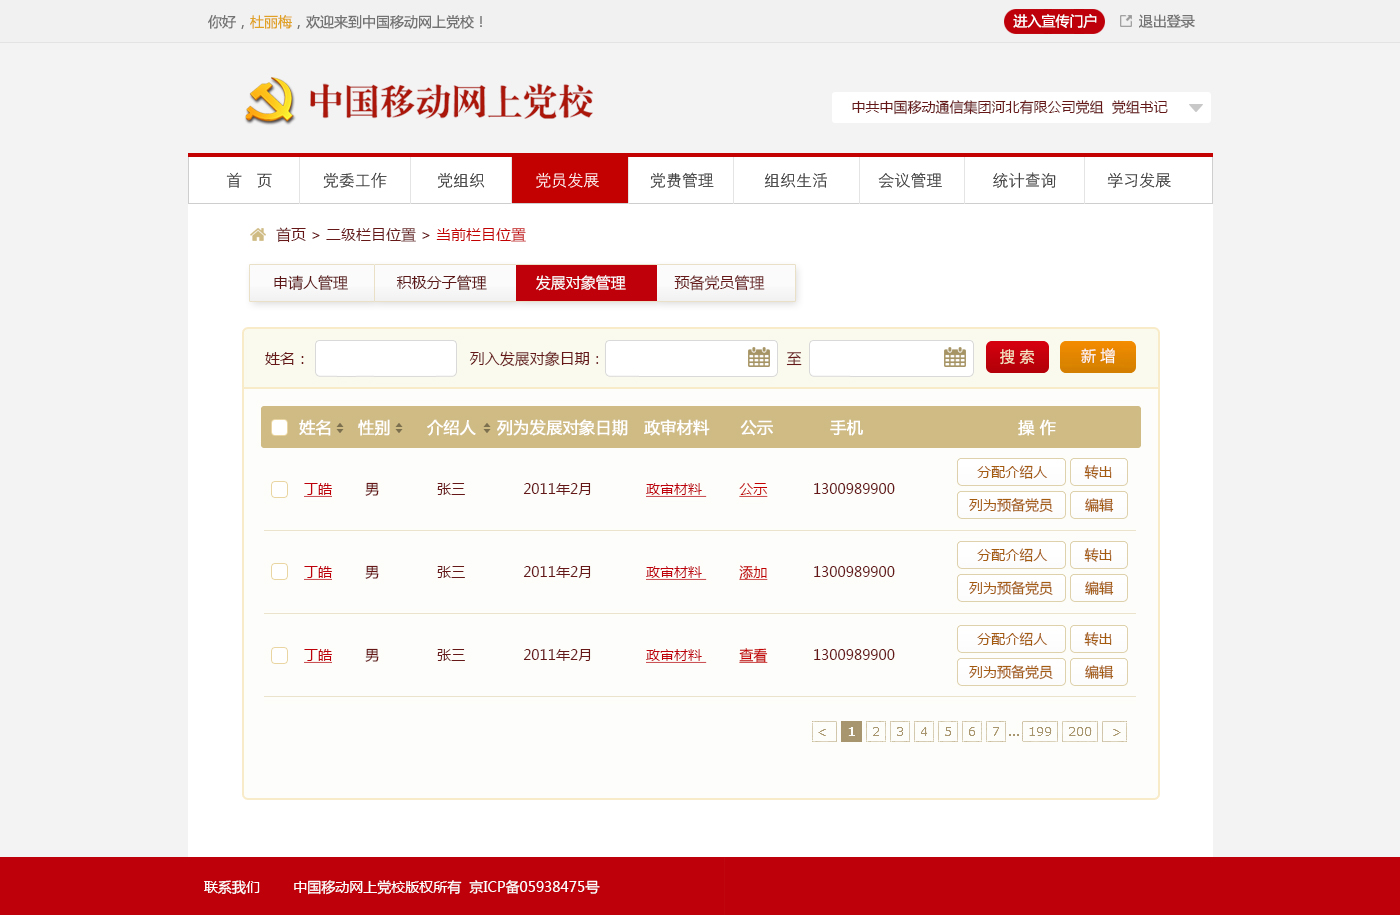 你好，杜丽梅，欢迎来到中国移动网上党校！ 进入宣传门户 退出登录
中国移动网上党校
中共中国移动通信集团河北有限公司党组 党组书记
首 页 党委工作 党组织 党员发展 党费管理 组织生活 会议管理 统计查询 学习发展
首页 > 二级栏目位置 > 当前栏目位置
申请人管理 积极分子管理 发展对象管理 预备党员管理
姓名： 列入发展对象日期： 至 搜 索 新 增
姓名 性别 介绍人 列为发展对象日期 政审材料 公示 手机 操 作
丁皓 男 张三 2011年2月 政审材料 公示 1300989900 分配介绍人 转出
列为预备党员 编辑
丁皓 男 张三 2011年2月 政审材料 添加 1300989900 分配介绍人 转出
列为预备党员 编辑
丁皓 男 张三 2011年2月 政审材料 查看 1300989900 分配介绍人 转出
列为预备党员 编辑
< 1 2 3 4 5 6 7 ... 199 200 >
联系我们 中国移动网上党校版权所有 京ICP备05938475号